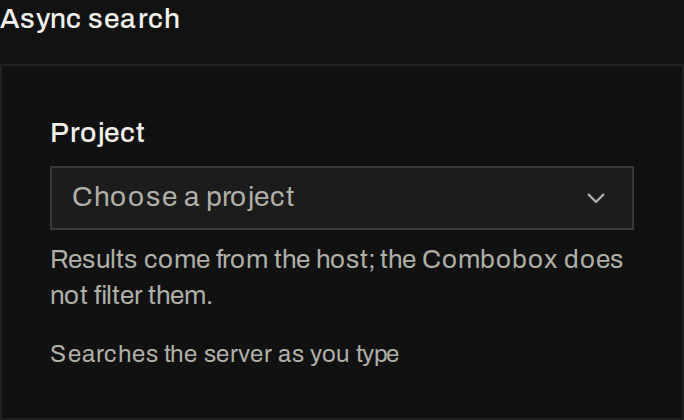 Async search
Project
Choose a project
Results come from the host; the Combobox does
not filter them.
Searches the server as you type